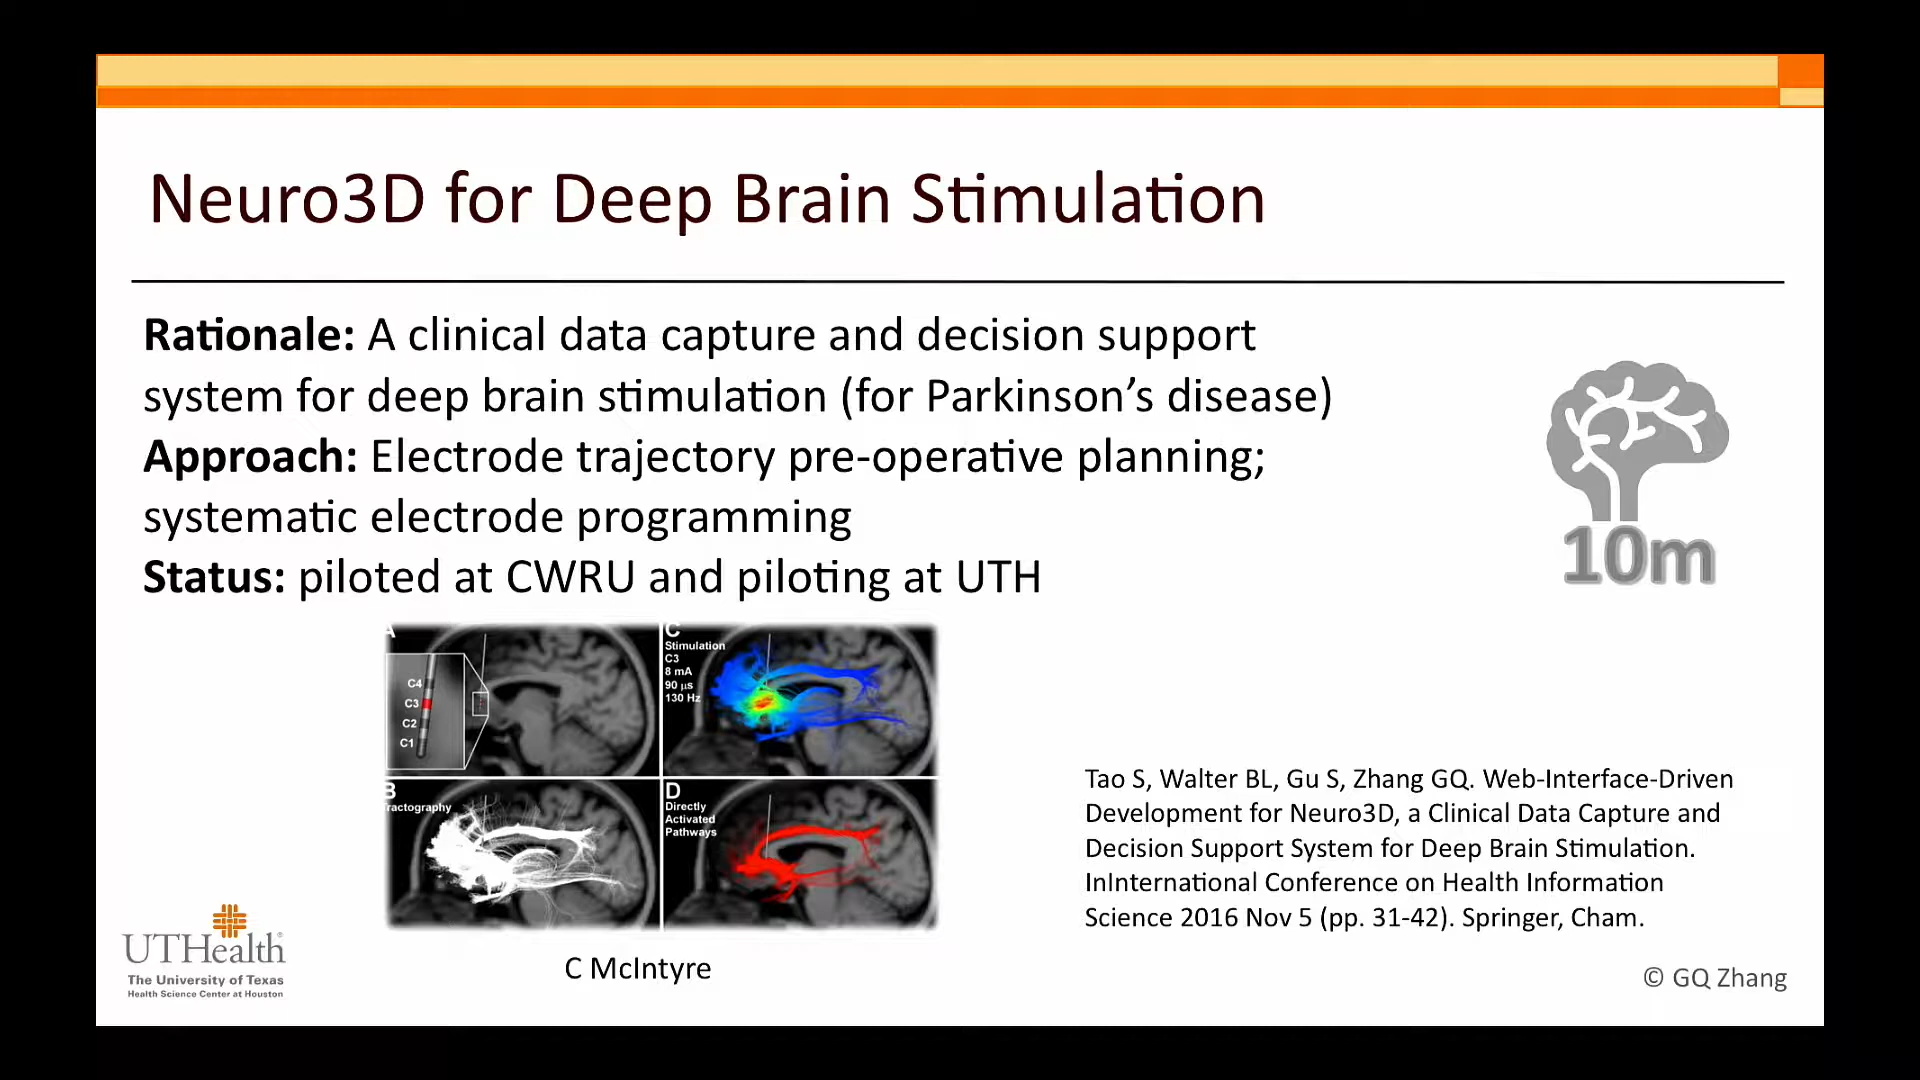 Neuro3D for Deep Brain Stimulation
Rationale: A clinical data capture and decision support
system for deep brain stimulation (for Parkinson’s disease)
Approach: Electrode trajectory pre-operative planning;
systematic electrode programming
Status: piloted at CWRU and piloting at UTH
10m
A
C4
C3
C2
C1
C
Stimulation
C3
8 mA
90 µs
130 Hz
B
Tractography
D
Directly
Activated
Pathways
C McIntyre
Tao S, Walter BL, Gu S, Zhang GQ. Web-Interface-Driven
Development for Neuro3D, a Clinical Data Capture and
Decision Support System for Deep Brain Stimulation.
InInternational Conference on Health Information
Science 2016 Nov 5 (pp. 31-42). Springer, Cham.
UTHealth®
The University of Texas
Health Science Center at Houston
© GQ Zhang